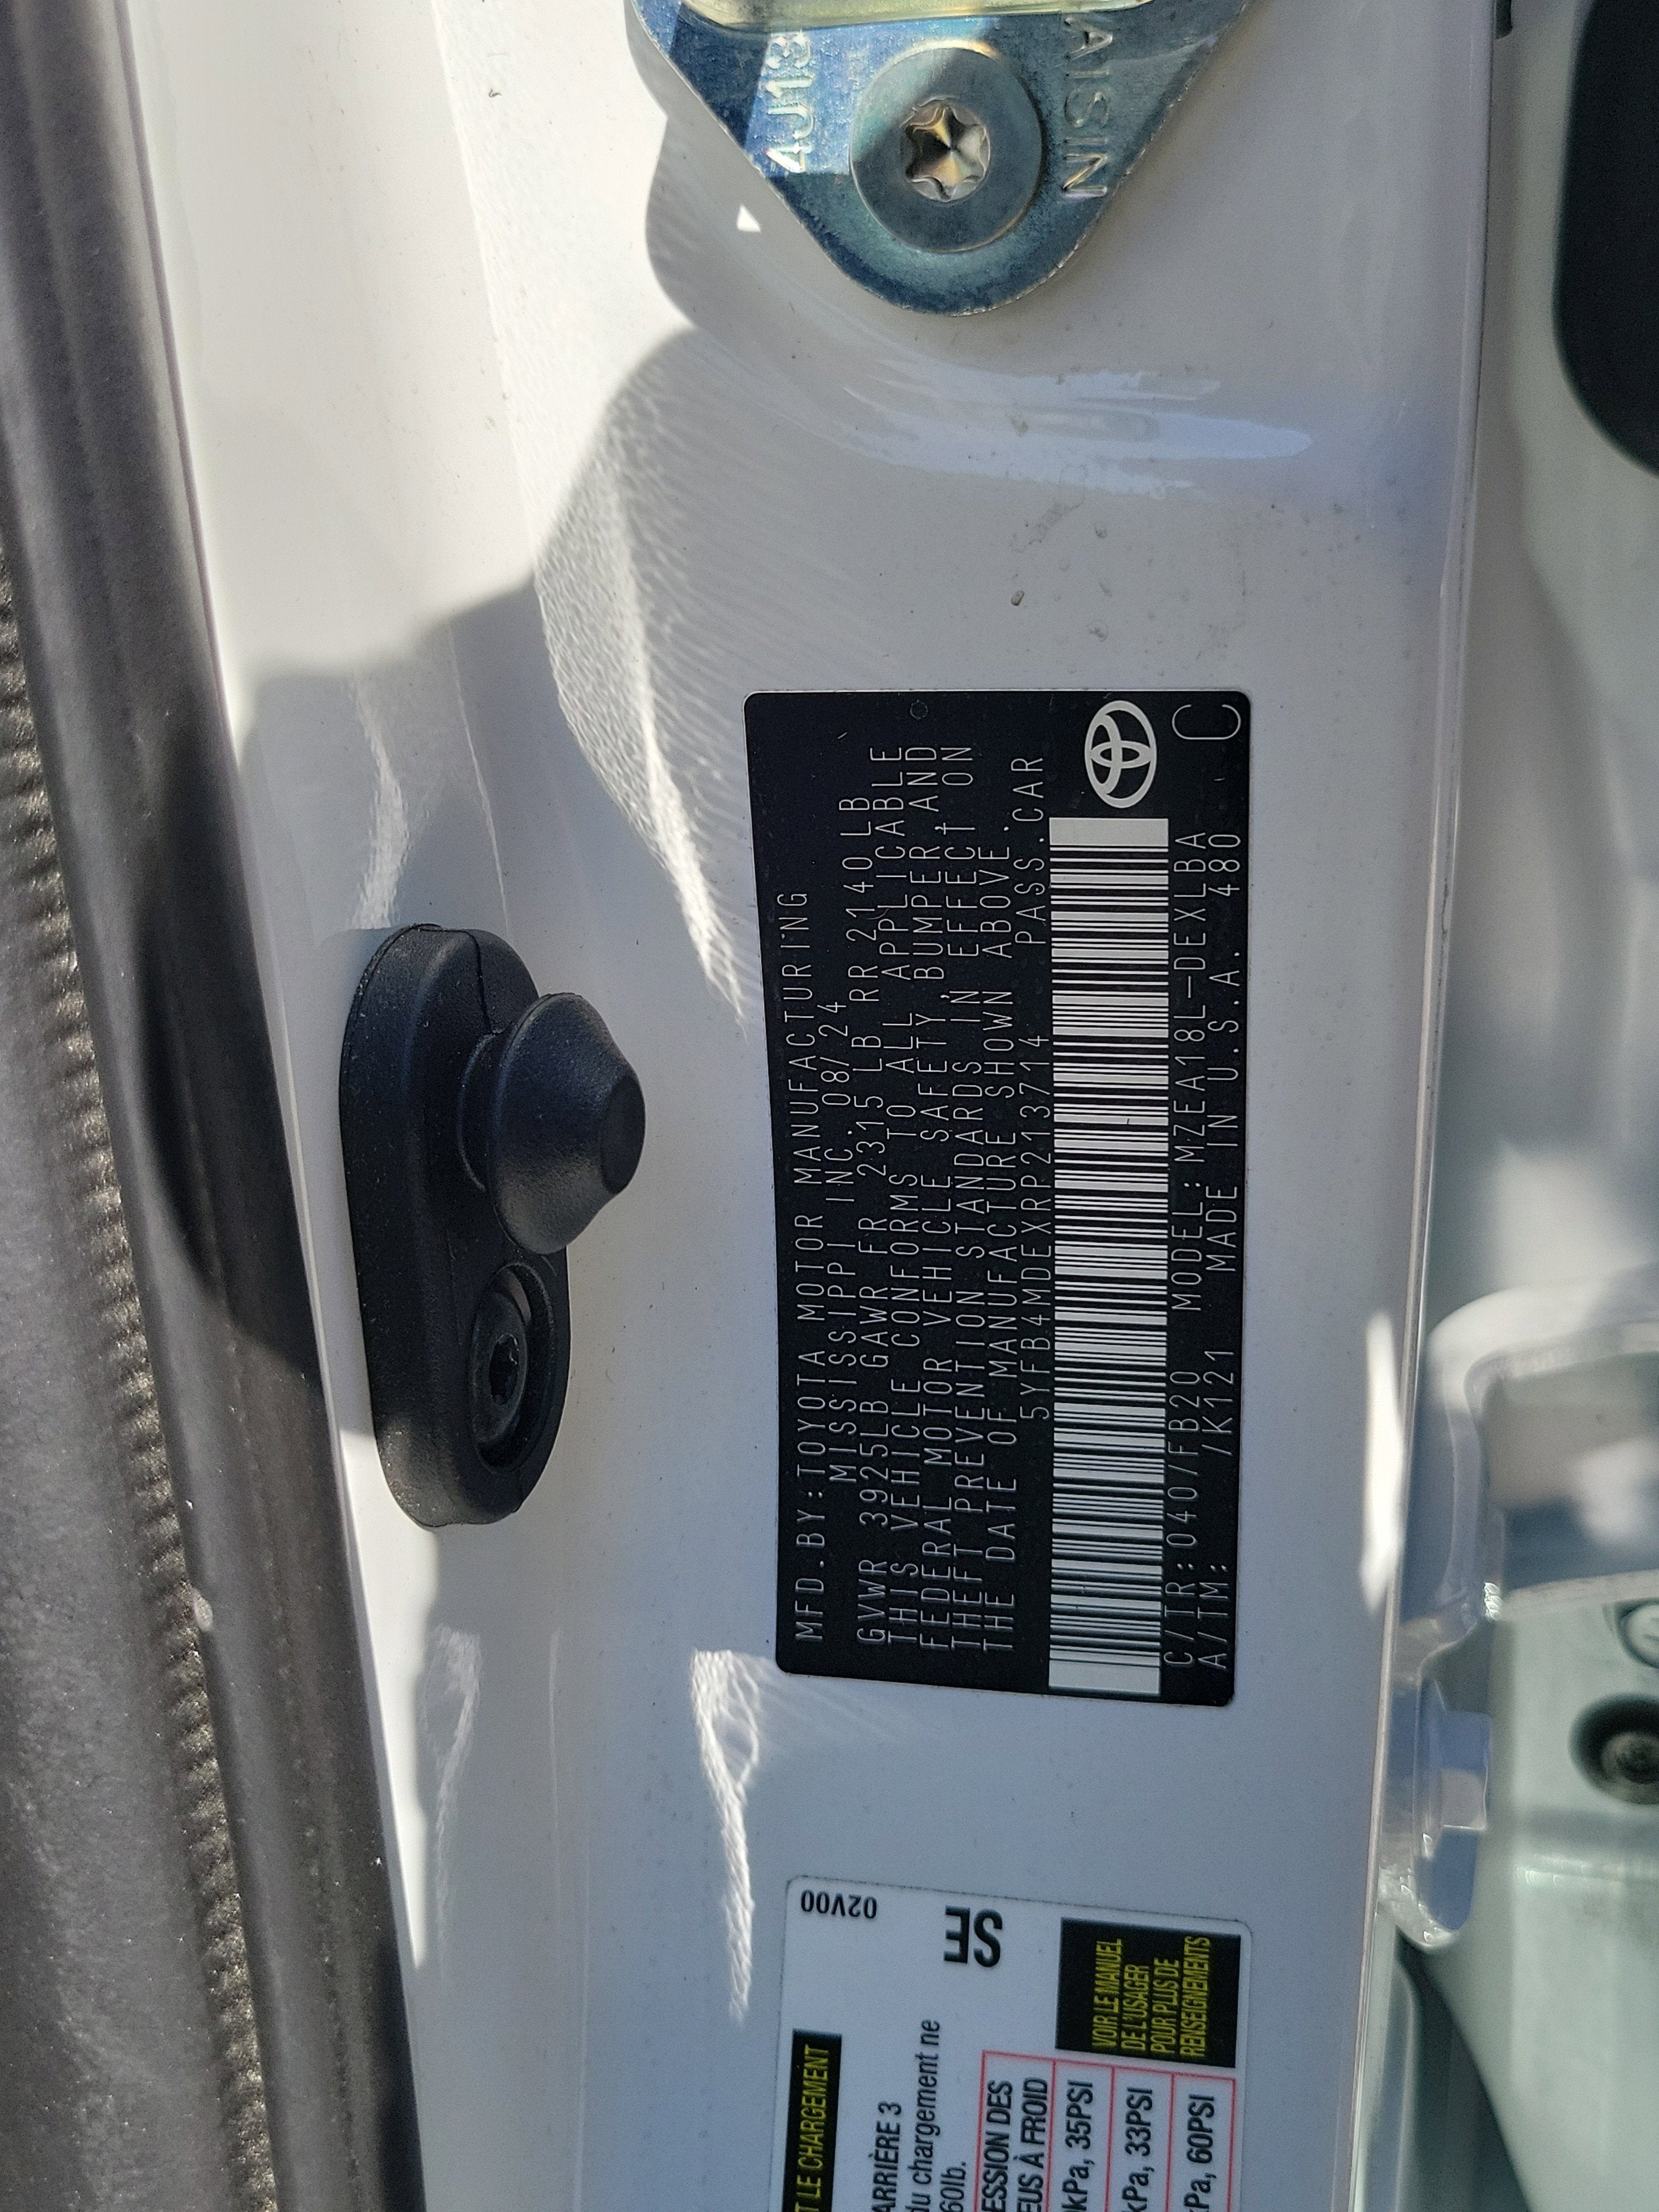 4J13
AISIN
MFD.BY:TOYOTA MOTOR MANUFACTURING
MISSISSIPPI INC. 08/24
GVWR 3925LB GAWR FR 2315LB RR 2140LB
THIS VEHICLE CONFORMS TO ALL APPLICABLE
FEDERAL MOTOR VEHICLE SAFETY, BUMPER, AND
THEFT PREVENTION STANDARDS IN EFFECT ON
THE DATE OF MANUFACTURE SHOWN ABOVE.
5YFB4MDEXRP213714 PASS.CAR
C/TR:040/FB20 MODEL:MZEA18L-DEXLBA
A/TM: /K121 MADE IN U.S.A. 480
C
02V00
SE
T LE CHARGEMENT
ARRIÈRE 3
du chargement ne
60lb.
ESSION DES
EUS À FROID
kPa, 35PSI
kPa, 33PSI
kPa, 60PSI
VOIR LE MANUEL
DE L'USAGER
POUR PLUS DE
RENSEIGNEMENTS